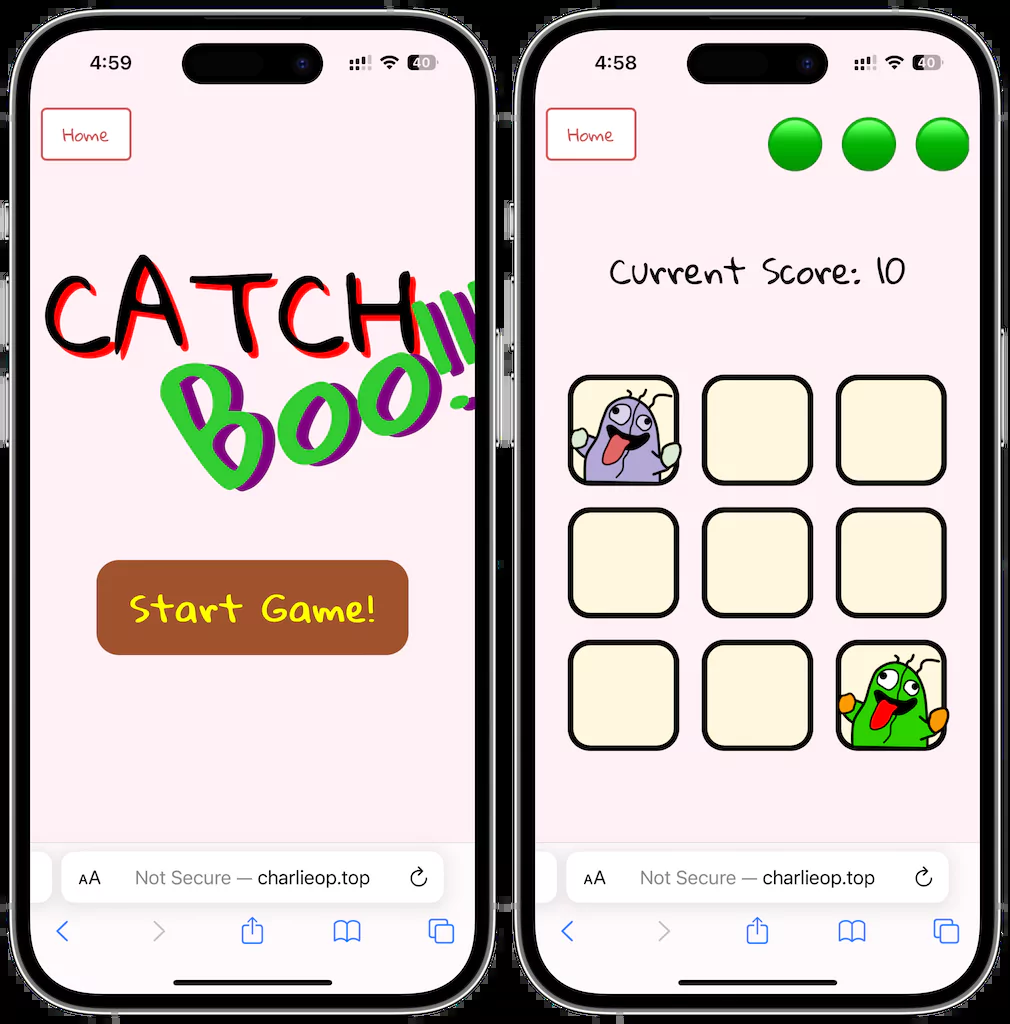 4:59
40
Home
CATCH
Boo!!!
Start Game!
AA
Not Secure — charlieop.top
4:58
40
Home
Current Score: 10
AA
Not Secure — charlieop.top